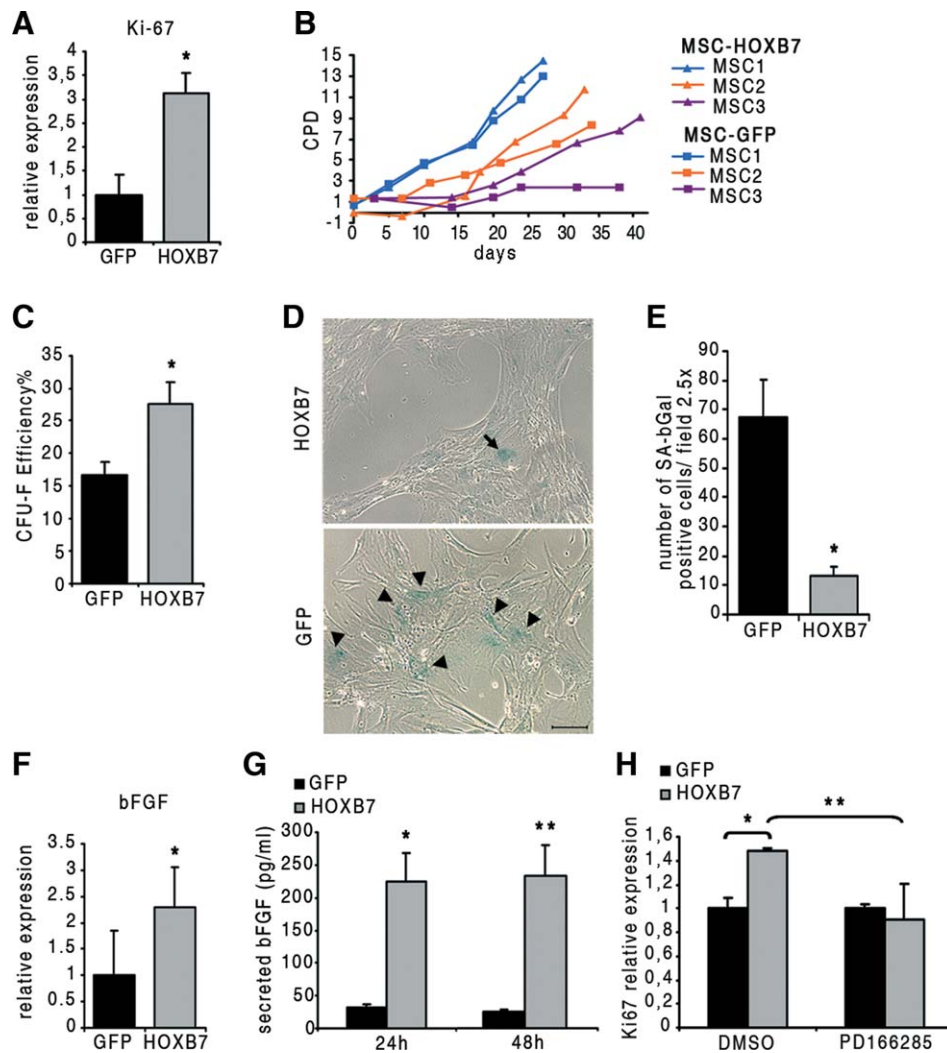 A
Ki-67
relative expression
4
3,5
3
2,5
2
1,5
1
0,5
0
*
GFP HOXB7
B
CPD
15
13
11
9
7
5
3
1
-1
0 5 10 15 20 25 30 35 40
days
MSC-HOXB7
MSC1
MSC2
MSC3
MSC-GFP
MSC1
MSC2
MSC3
C
CFU-F Efficiency%
35
30
25
20
15
10
5
0
*
GFP HOXB7
D
HOXB7
GFP
E
number of SA-bGal
positive cells/ field 2.5x
90
80
70
60
50
40
30
20
10
0
*
GFP HOXB7
F
bFGF
relative expression
3.5
3
2.5
2
1.5
1
0.5
0
*
GFP HOXB7
G
GFP
HOXB7
secreted bFGF (pg/ml)
300
250
200
150
100
50
0
*
**
24h 48h
H
GFP
HOXB7
Ki67 relative expression
1,6
1,4
1,2
1
0,8
0,6
0,4
0,2
0
*
**
DMSO PD166285